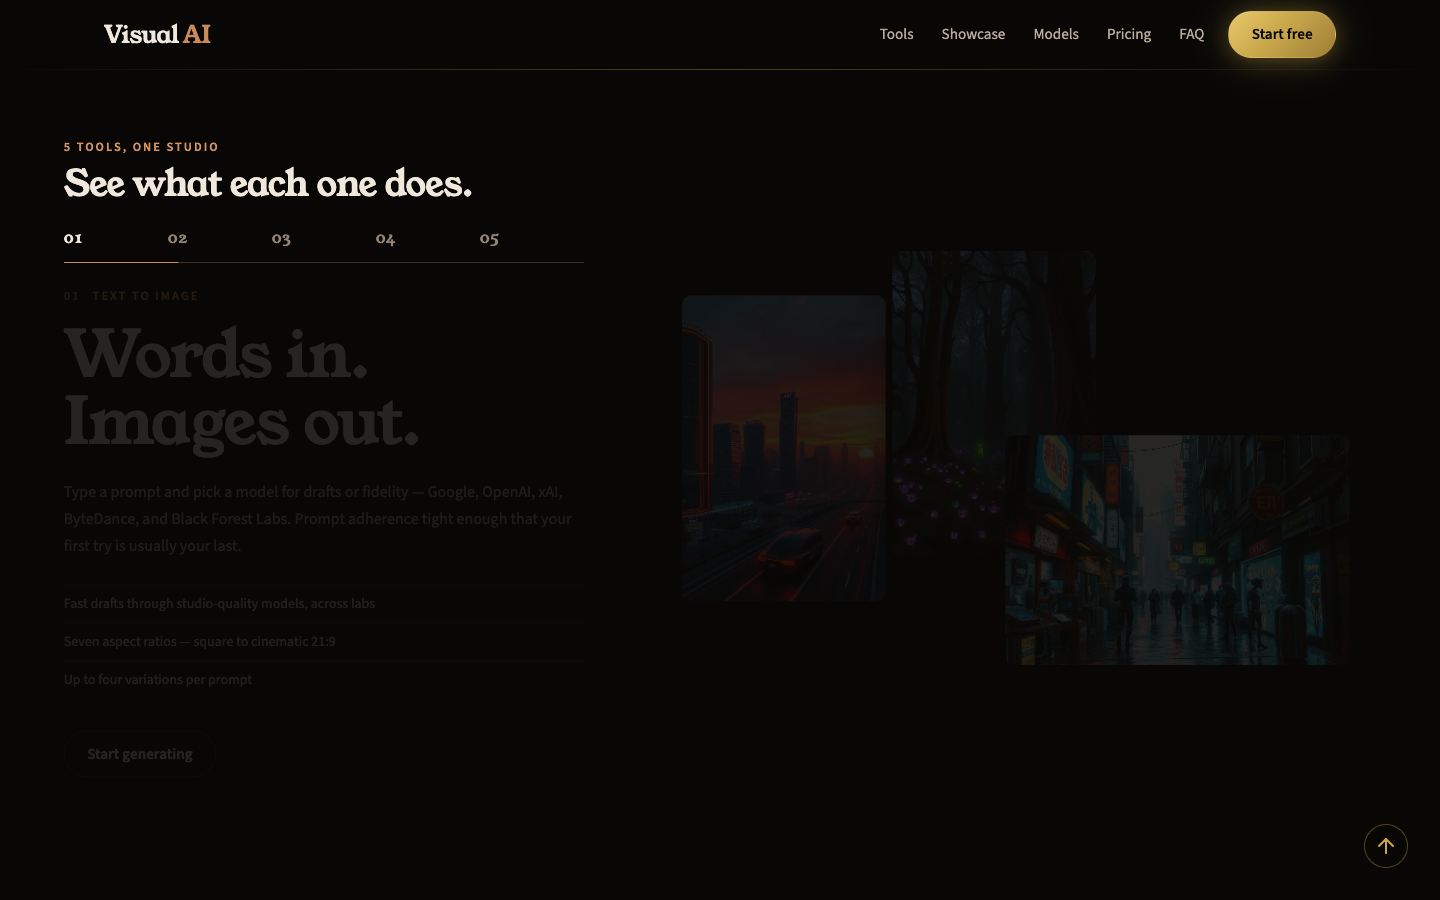 Visual AI
Tools
Showcase
Models
Pricing
FAQ
Start free
5 TOOLS, ONE STUDIO
See what each one does.
01
02
03
04
05
01 TEXT TO IMAGE
Words in.
Images out.
Type a prompt and pick a model for drafts or fidelity — Google, OpenAI, xAI,
ByteDance, and Black Forest Labs. Prompt adherence tight enough that your
first try is usually your last.
Fast drafts through studio-quality models, across labs
Seven aspect ratios — square to cinematic 21:9
Up to four variations per prompt
Start generating